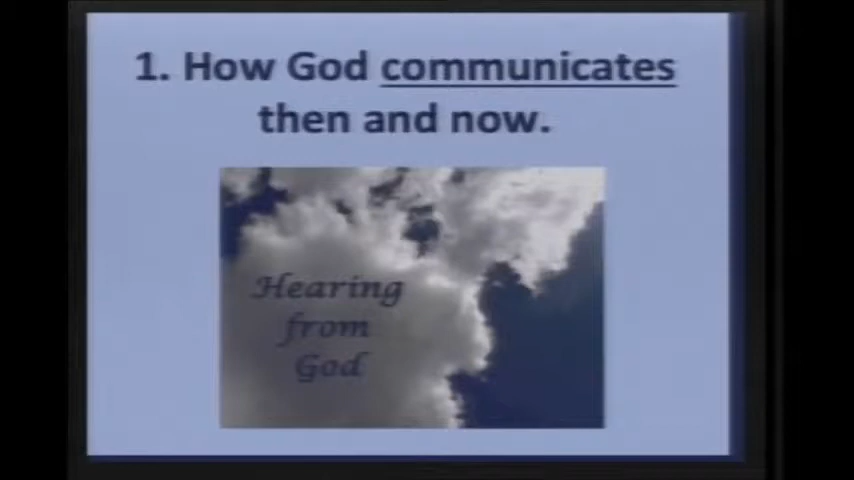 1. How God communicates
then and now.
Hearing
from
God